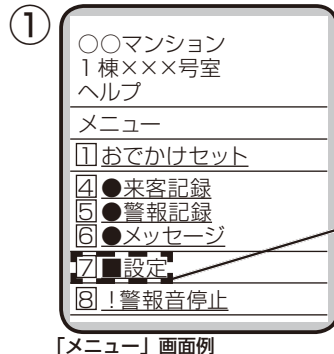 ①
○○マンション
1棟×××号室
ヘルプ
メニュー
1 おでかけセット
4 ●来客記録
5 ●警報記録
6 ●メッセージ
7 ■設定
8 !警報音停止
「メニュー」画面例